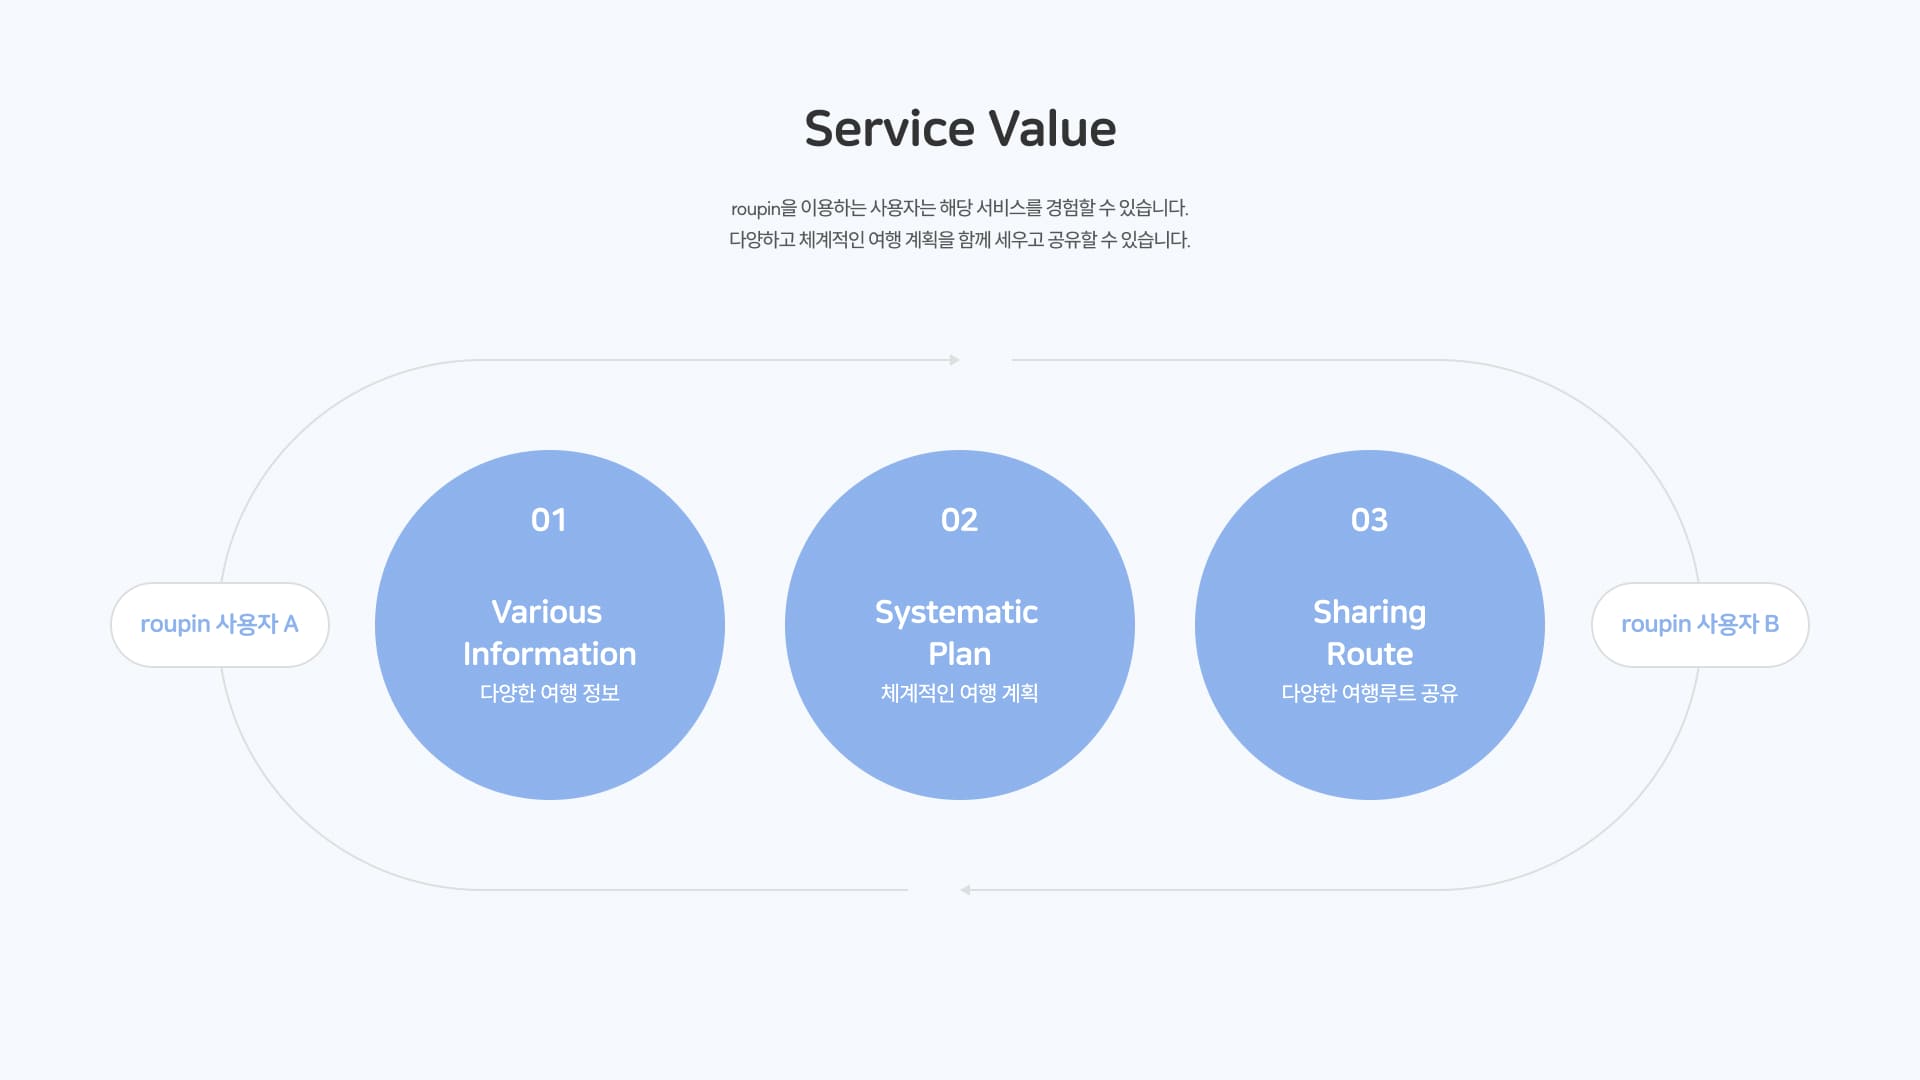 Service Value
roupin을 이용하는 사용자는 해당 서비스를 경험할 수 있습니다.
다양하고 체계적인 여행 계획을 함께 세우고 공유할 수 있습니다.
roupin 사용자 A
01
Various
Information
다양한 여행 정보
02
Systematic
Plan
체계적인 여행 계획
03
Sharing
Route
다양한 여행루트 공유
roupin 사용자 B